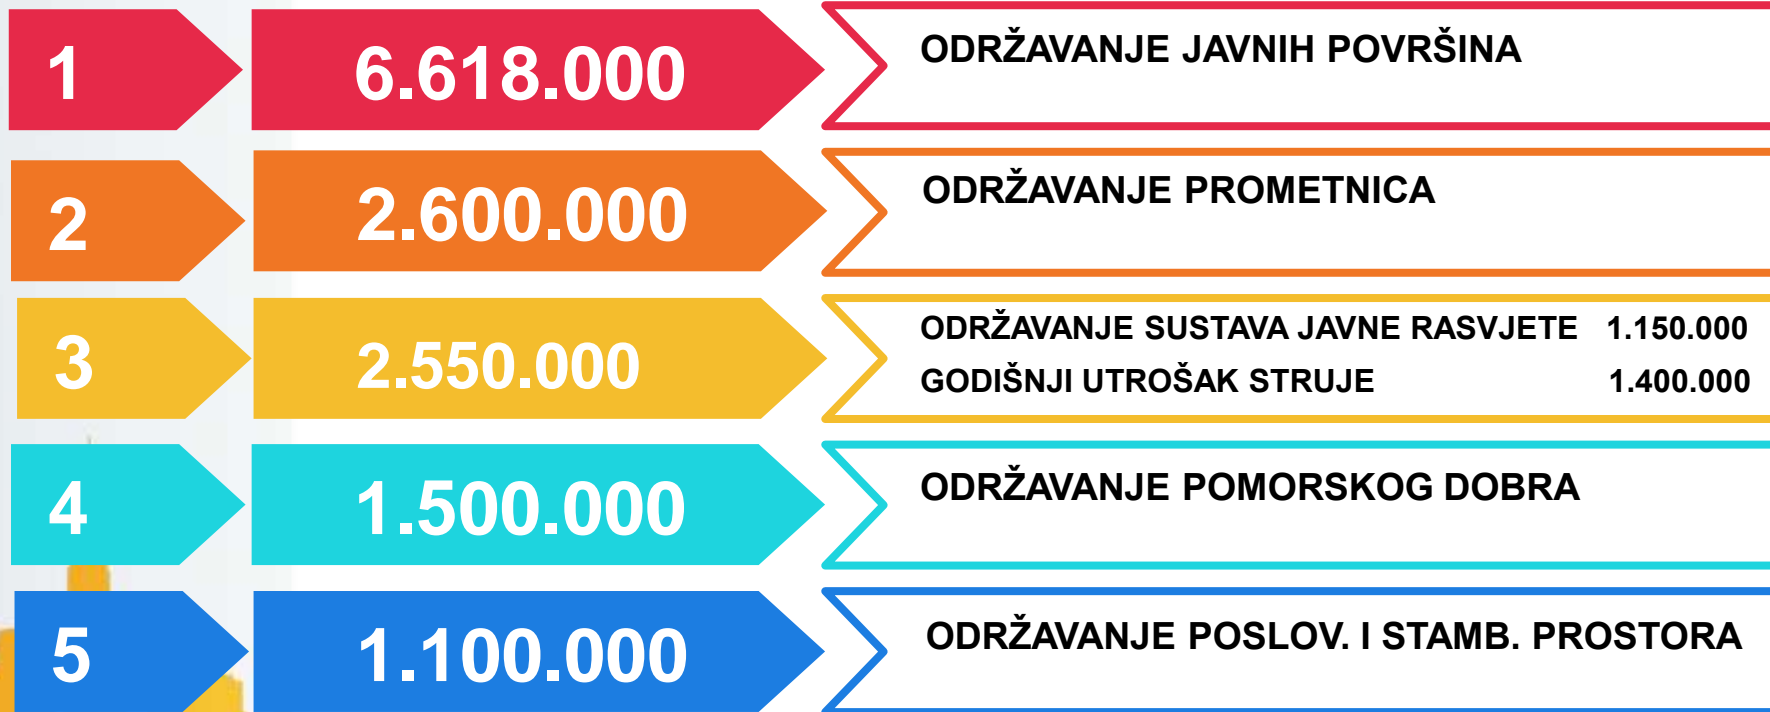 1 6.618.000 ODRŽAVANJE JAVNIH POVRŠINA
2 2.600.000 ODRŽAVANJE PROMETNICA
3 2.550.000 ODRŽAVANJE SUSTAVA JAVNE RASVJETE 1.150.000
GODIŠNJI UTROŠAK STRUJE 1.400.000
4 1.500.000 ODRŽAVANJE POMORSKOG DOBRA
5 1.100.000 ODRŽAVANJE POSLOV. I STAMB. PROSTORA